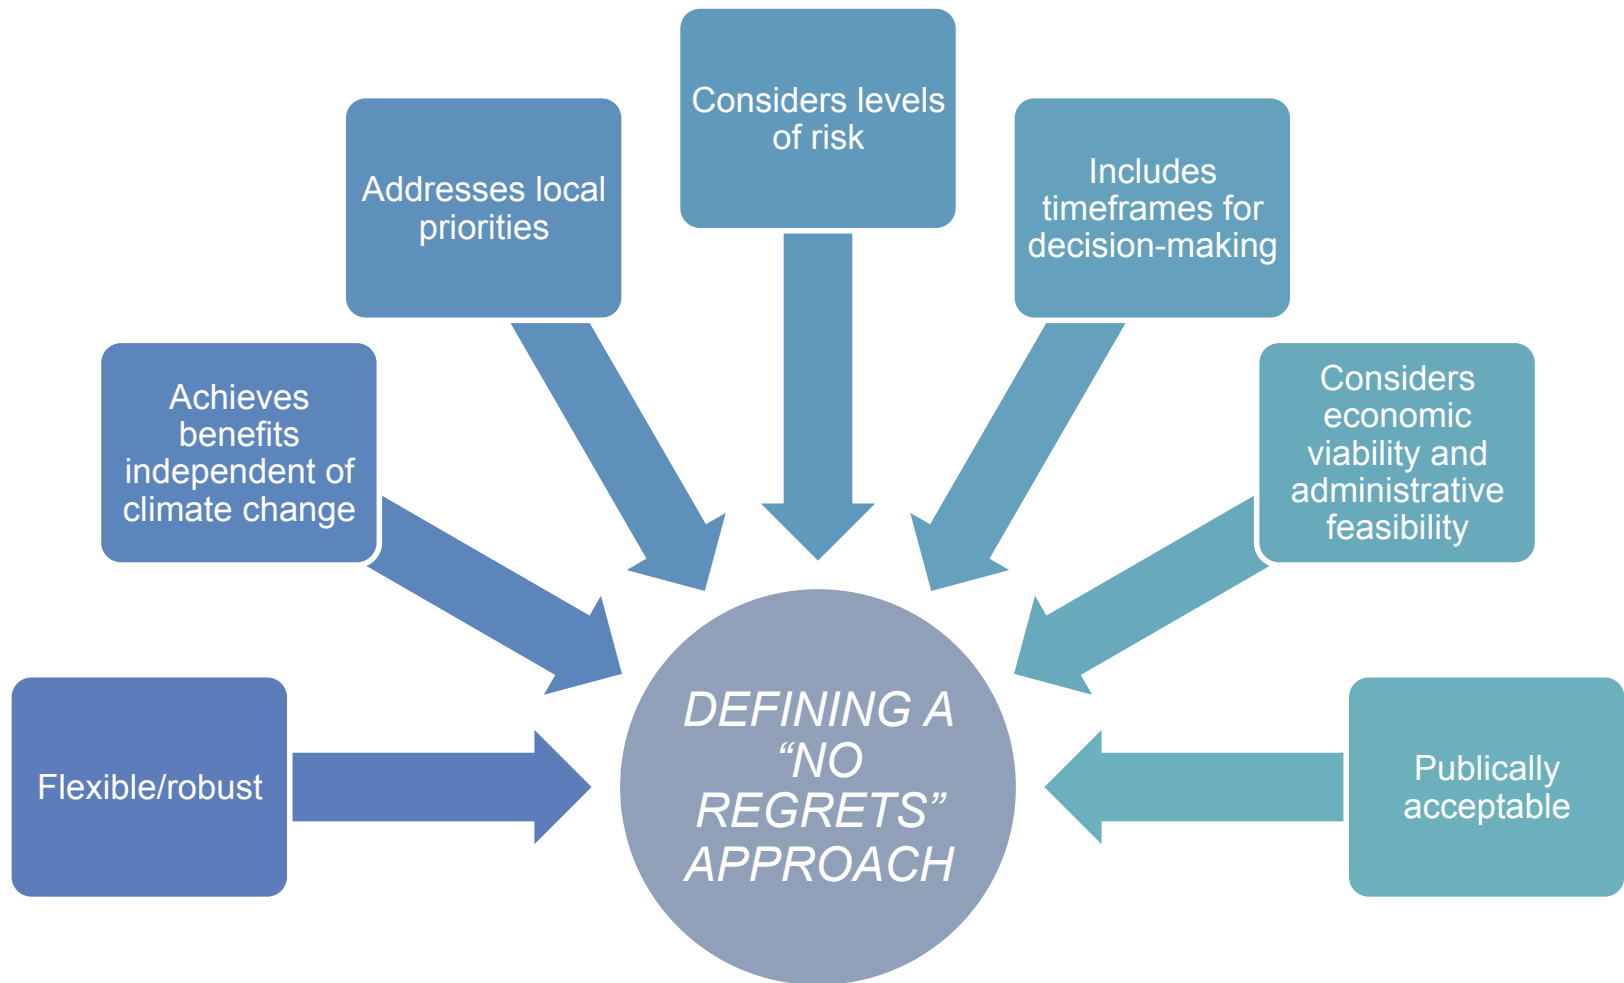 Considers levels
of risk
Addresses local
priorities
Includes
timeframes for
decision-making
Achieves
benefits
independent of
climate change
Considers
economic
viability and
administrative
feasibility
Flexible/robust
DEFINING A
“NO
REGRETS”
APPROACH
Publically
acceptable